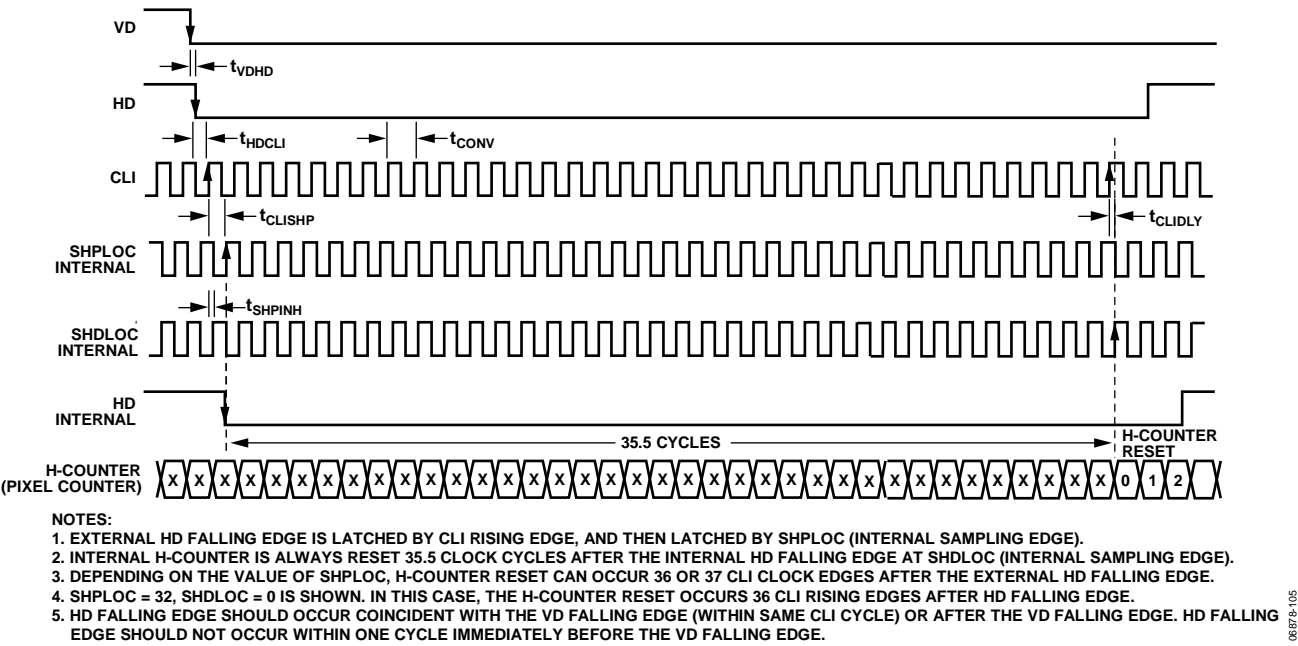 VD
tVDHD
HD
tHDCLI
tCONV
CLI
tCLISHP
tCLIDLY
SHPLOC
INTERNAL
tSHPINH
SHDLOC
INTERNAL
HD
INTERNAL
35.5 CYCLES
H-COUNTER
RESET
H-COUNTER
(PIXEL COUNTER)
X X X X X X X X X X X X X X X X X X X X X X X X X X X X X X X X X X X X 0 1 2
NOTES:
1. EXTERNAL HD FALLING EDGE IS LATCHED BY CLI RISING EDGE, AND THEN LATCHED BY SHPLOC (INTERNAL SAMPLING EDGE).
2. INTERNAL H-COUNTER IS ALWAYS RESET 35.5 CLOCK CYCLES AFTER THE INTERNAL HD FALLING EDGE AT SHDLOC (INTERNAL SAMPLING EDGE).
3. DEPENDING ON THE VALUE OF SHPLOC, H-COUNTER RESET CAN OCCUR 36 OR 37 CLI CLOCK EDGES AFTER THE EXTERNAL HD FALLING EDGE.
4. SHPLOC = 32, SHDLOC = 0 IS SHOWN. IN THIS CASE, THE H-COUNTER RESET OCCURS 36 CLI RISING EDGES AFTER HD FALLING EDGE.
5. HD FALLING EDGE SHOULD OCCUR COINCIDENT WITH THE VD FALLING EDGE (WITHIN SAME CLI CYCLE) OR AFTER THE VD FALLING EDGE. HD FALLING
EDGE SHOULD NOT OCCUR WITHIN ONE CYCLE IMMEDIATELY BEFORE THE VD FALLING EDGE.
06878-105